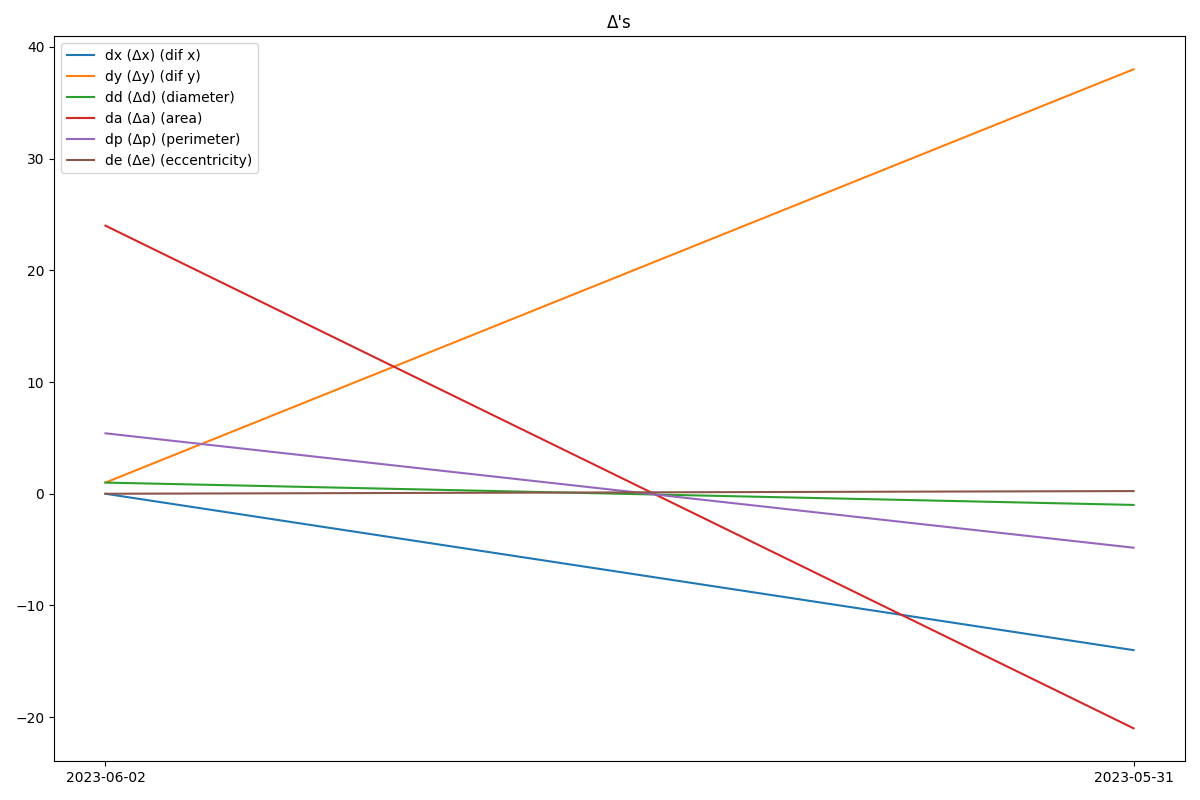 Δ's
dx (Δx) (dif x)
dy (Δy) (dif y)
dd (Δd) (diameter)
da (Δa) (area)
dp (Δp) (perimeter)
de (Δe) (eccentricity)
40
30
20
10
0
−10
−20
2023-06-02
2023-05-31